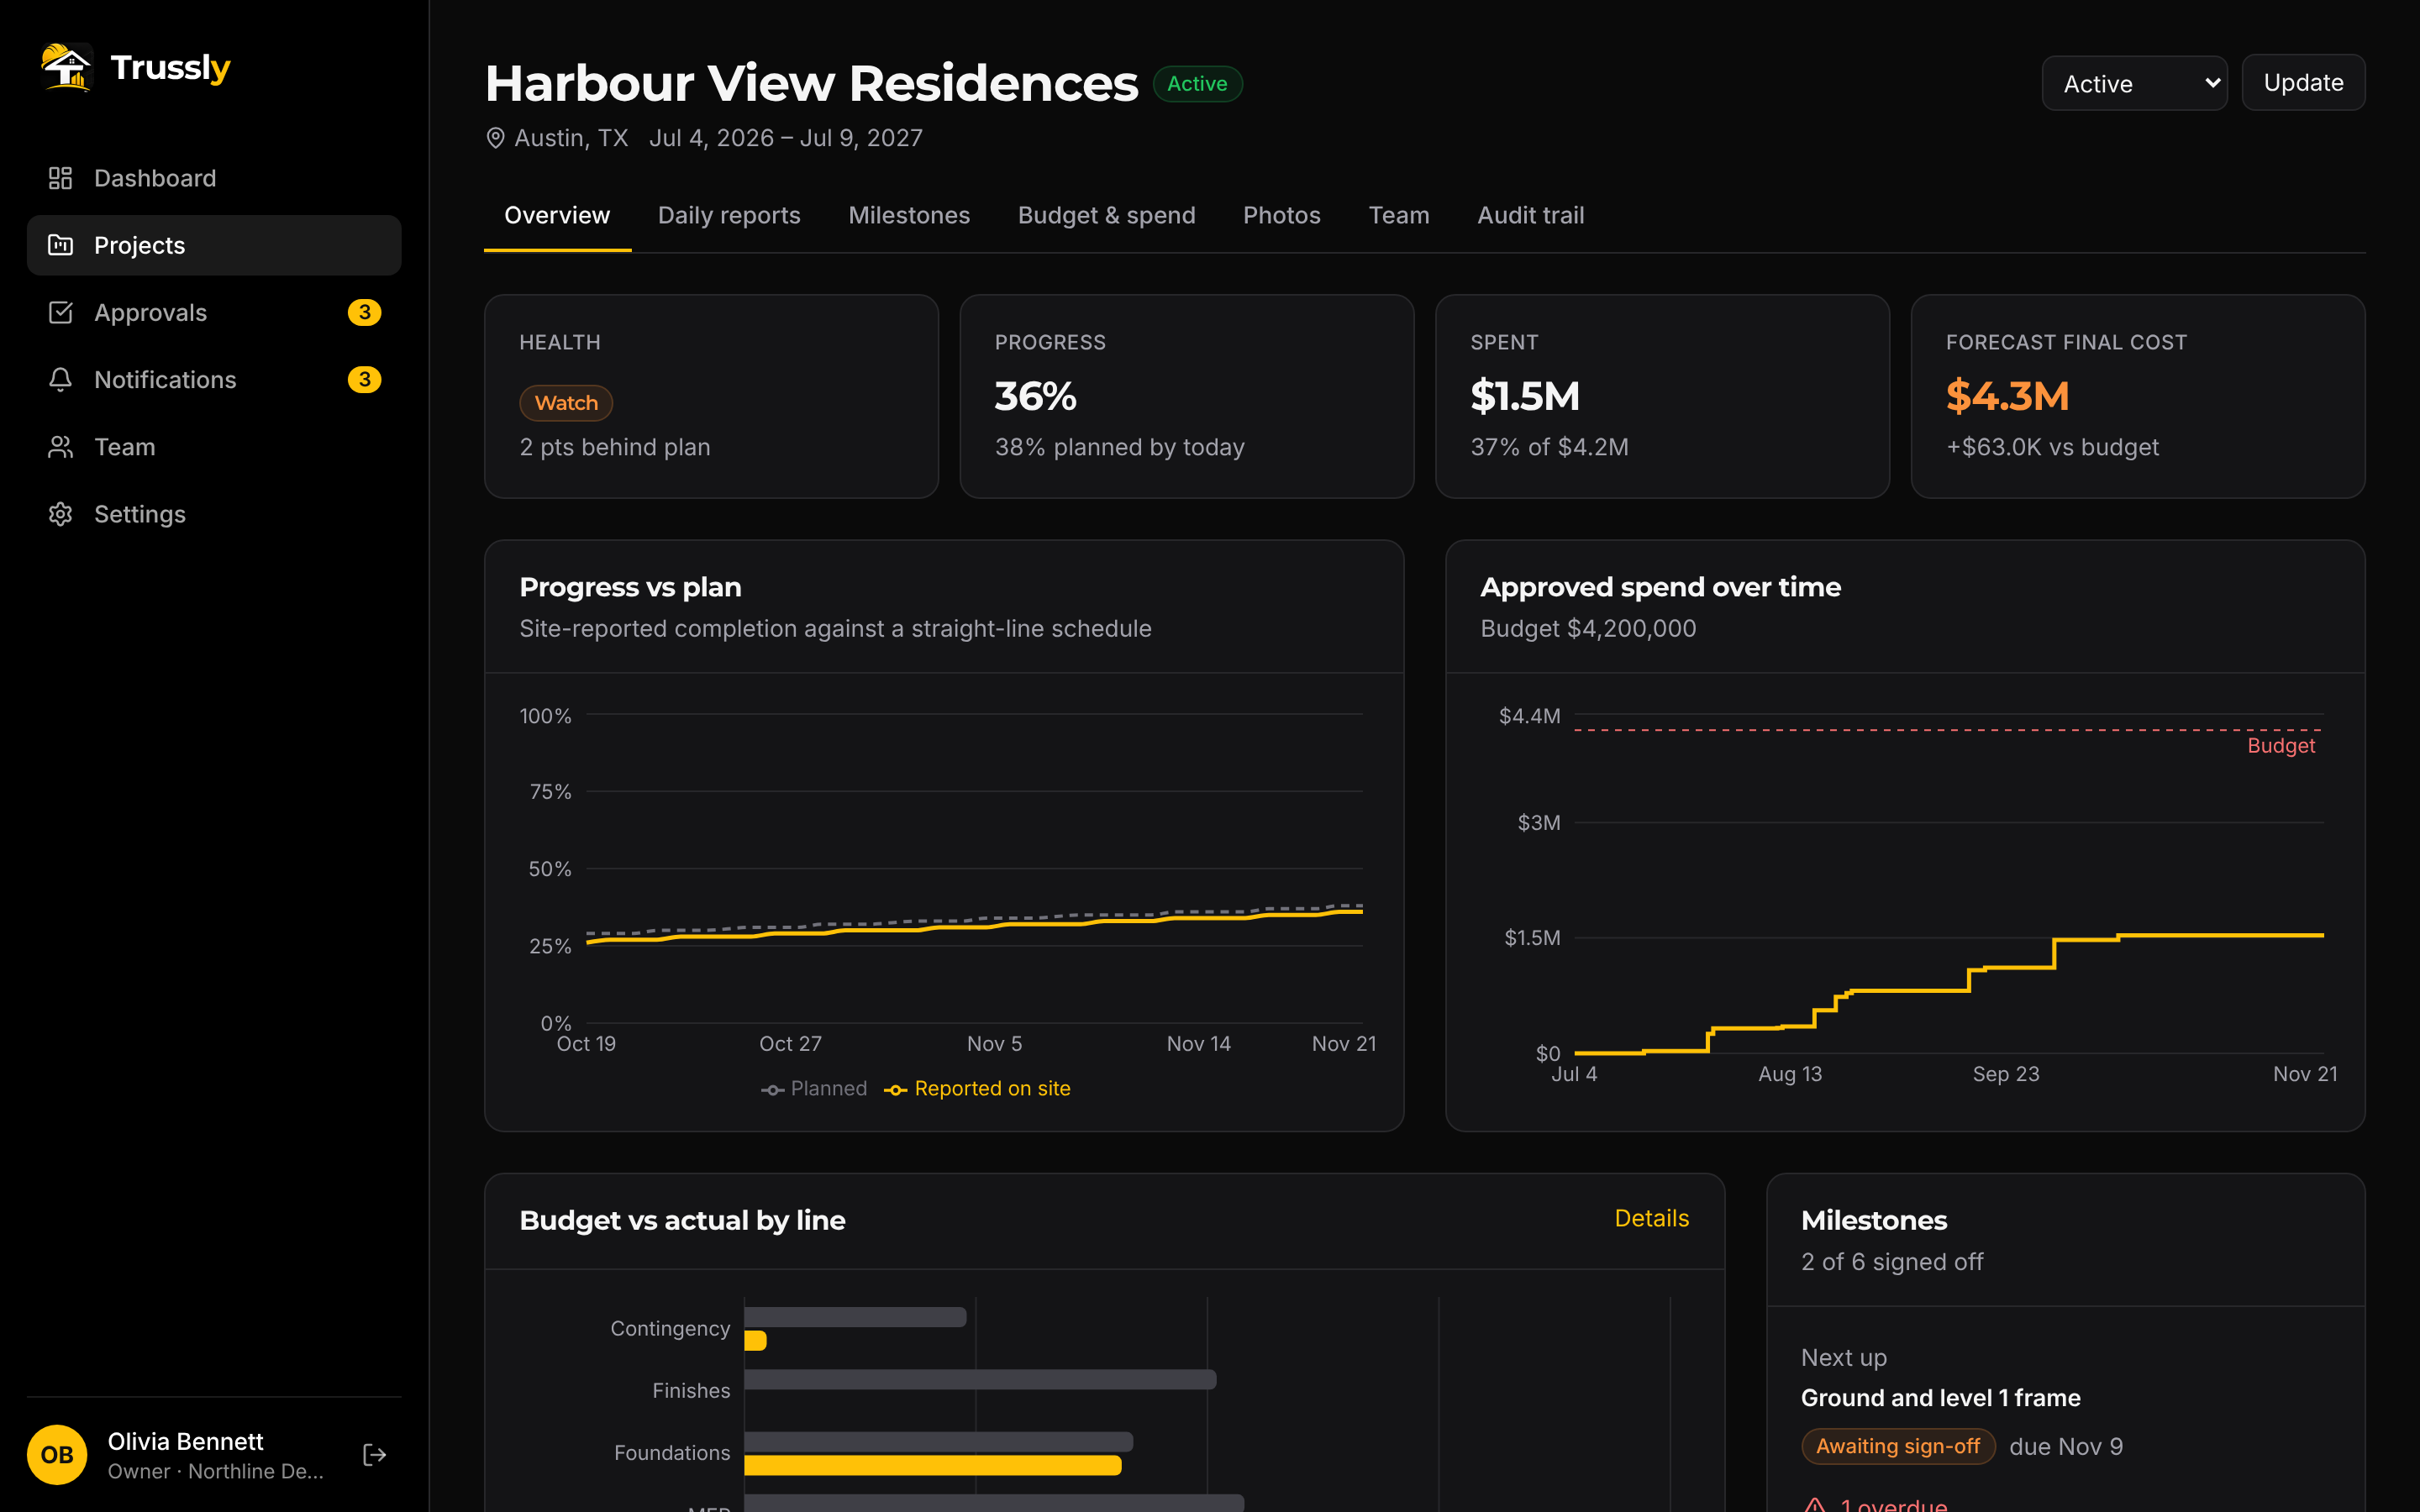 Trussly
Dashboard
Projects
Approvals 3
Notifications 3
Team
Settings
OB
Olivia Bennett
Owner · Northline De...
Harbour View Residences Active
Austin, TX Jul 4, 2026 – Jul 9, 2027
Active
Update
Overview Daily reports Milestones Budget & spend Photos Team Audit trail
HEALTH
Watch
2 pts behind plan
PROGRESS
36%
38% planned by today
SPENT
$1.5M
37% of $4.2M
FORECAST FINAL COST
$4.3M
+$63.0K vs budget
Progress vs plan
Site-reported completion against a straight-line schedule
100%
75%
50%
25%
0%
Oct 19 Oct 27 Nov 5 Nov 14 Nov 21
Planned Reported on site
Approved spend over time
Budget $4,200,000
$4.4M
Budget
$3M
$1.5M
$0
Jul 4 Aug 13 Sep 23 Nov 21
Budget vs actual by line
Details
Contingency
Finishes
Foundations
MEP
Milestones
2 of 6 signed off
Next up
Ground and level 1 frame
Awaiting sign-off due Nov 9
1 overdue